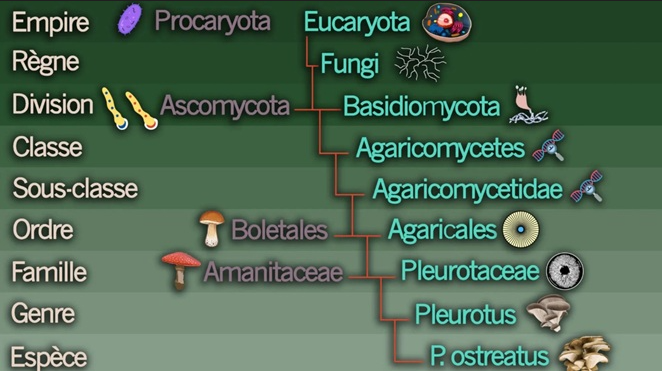 Empire Procaryota Eucaryota
Règne Fungi
Division Ascomycota Basidiomycota
Classe Agaricomycetes
Sous-classe Agaricomycetidae
Ordre Boletales Agaricales
Famille Amanitaceae Pleurotaceae
Genre Pleurotus
Espèce P. ostreatus